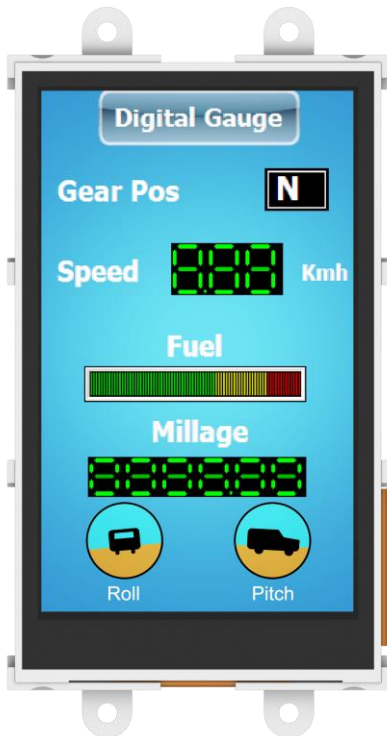 Digital Gauge
Gear Pos N
Speed Kmh
Fuel
Millage
Roll Pitch